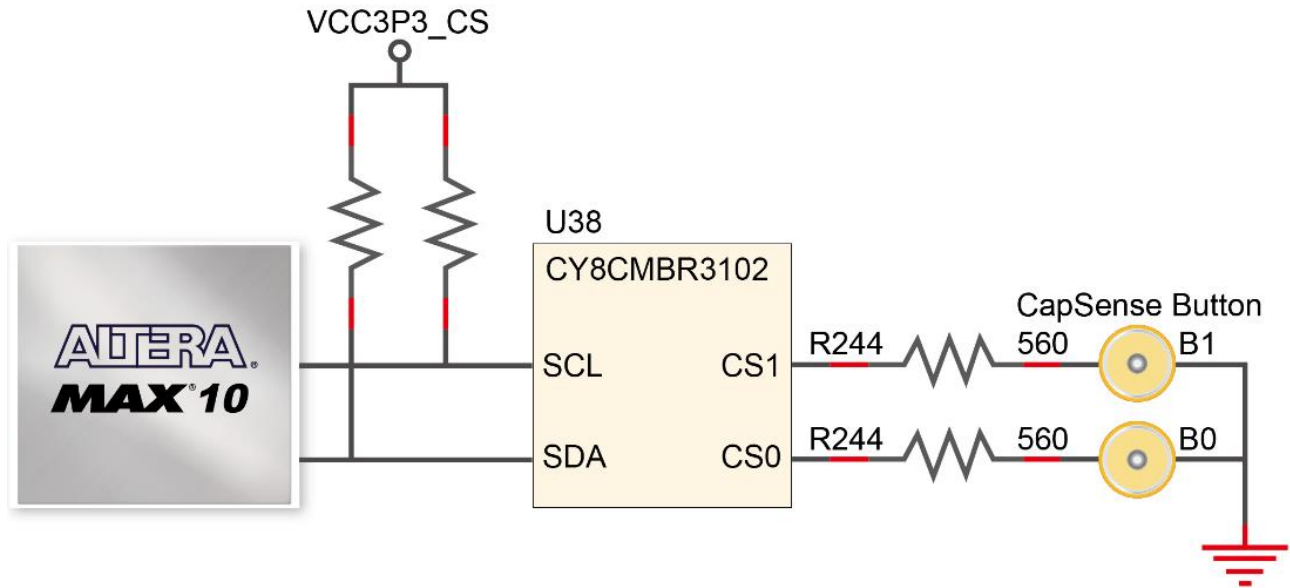 VCC3P3_CS
U38
CY8CMBR3102
CapSense Button
ALTERA®
MAX® 10
SCL CS1 R244 560 B1
SDA CS0 R244 560 B0